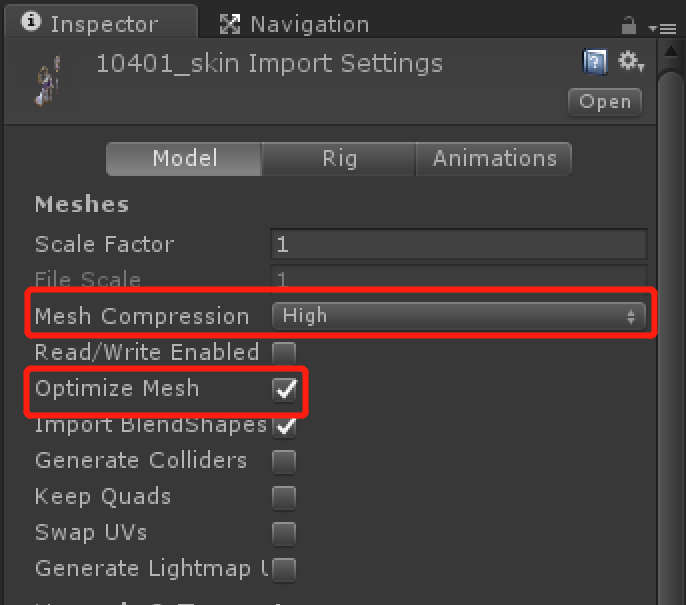 Inspector Navigation
10401_skin Import Settings
Open
Model Rig Animations
Meshes
Scale Factor 1
File Scale 1
Mesh Compression High
Read/Write Enabled
Optimize Mesh
Import BlendShapes
Generate Colliders
Keep Quads
Swap UVs
Generate Lightmap U